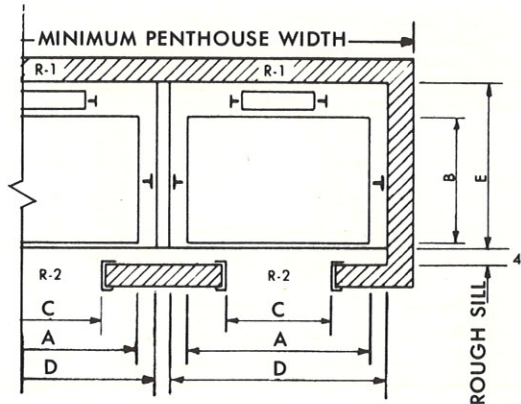 MINIMUM PENTHOUSE WIDTH
R-1 R-1
B E
4
R-2 R-2
ROUGH SILL
C C
A A
D D